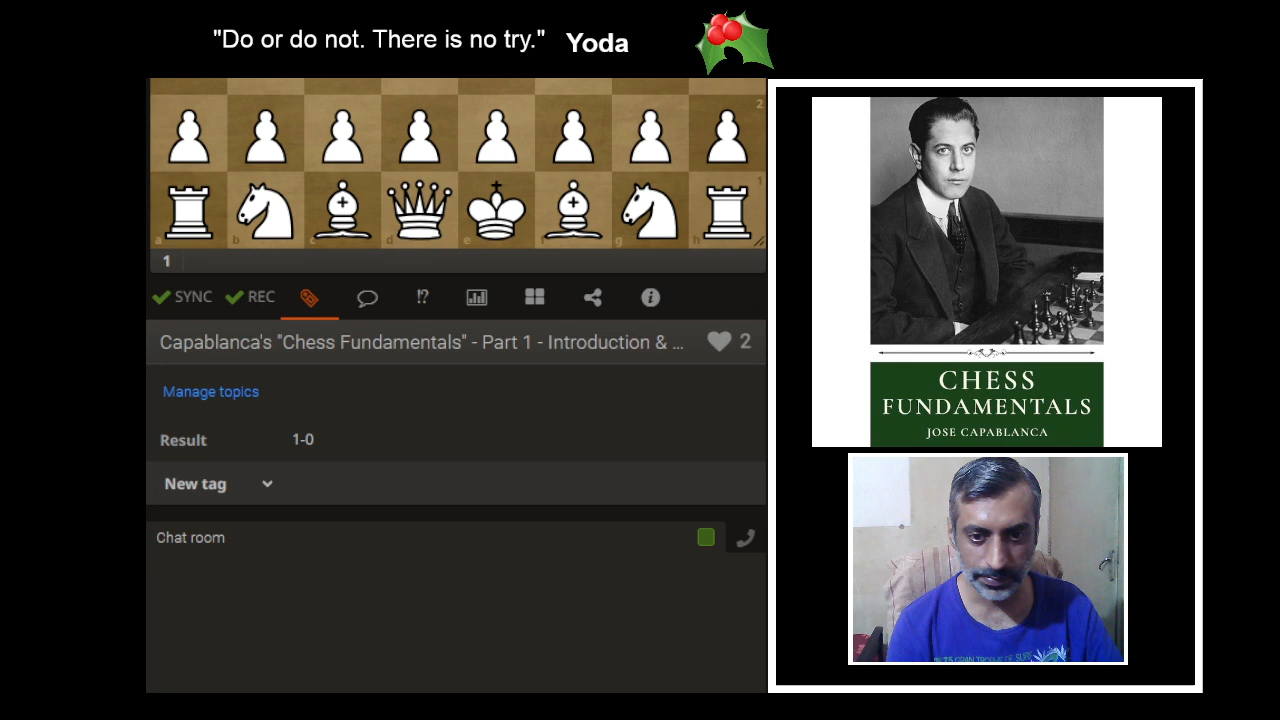 "Do or do not. There is no try." Yoda
2
1
a b c d e f g h
1
SYNC REC !?
Capablanca's "Chess Fundamentals" - Part 1 - Introduction & ... 2
Manage topics
Result 1-0
New tag
Chat room
CHESS
FUNDAMENTALS
JOSE CAPABLANCA